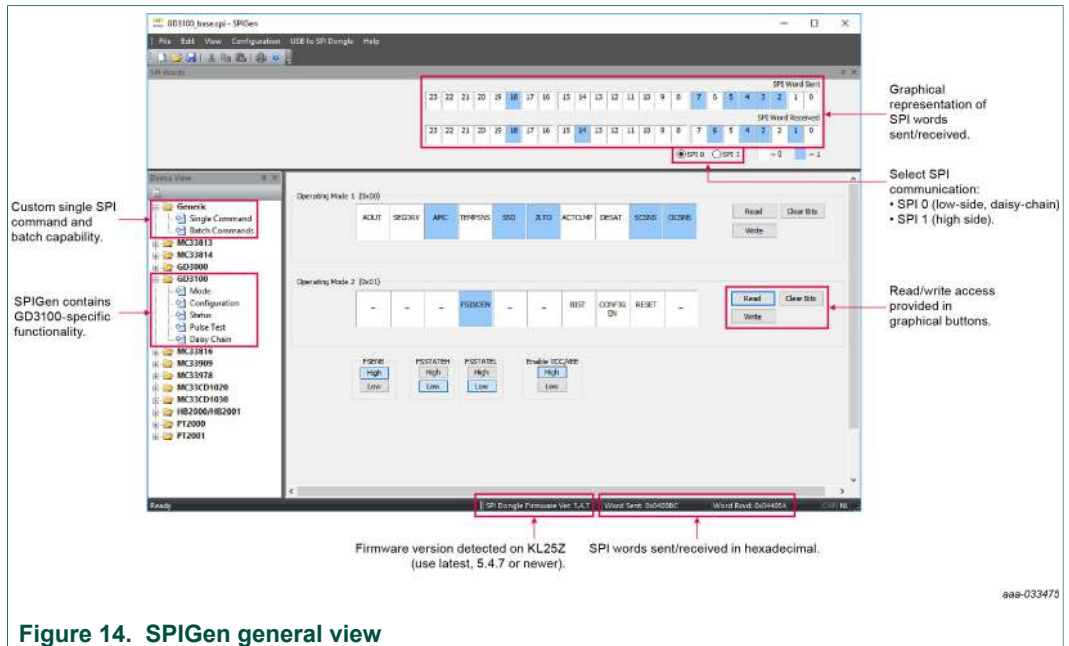 GD3100_base.spi - SPIGen
File Edit View Configuration USB to SPI Dongle Help
SPI Words
SPI Word Sent
23 22 21 20 19 18 17 16 15 14 13 12 11 10 9 8 7 6 5 4 3 2 1 0
SPI Word Received
23 22 21 20 19 18 17 16 15 14 13 12 11 10 9 8 7 6 5 4 3 2 1 0
SPI 0 SPI 1 = 0 = 1
Graphical
representation of
SPI words
sent/received.
Select SPI
communication:
• SPI 0 (low-side, daisy-chain)
• SPI 1 (high side).
Custom single SPI
command and
batch capability.
SPIGen contains
GD3100-specific
functionality.
Device View
Generic
Single Command
Batch Commands
MC33813
MC33814
GD3000
GD3100
Mode
Configuration
Status
Pulse Test
Daisy Chain
MC33816
MC33909
MC33978
MC33CD1020
MC33CD1030
HB2000/HB2001
PT2000
PT2001
Operating Mode 1 (0x00)
AOUT SEGDRV AMC TEMPSNS SSD 2LTO ACTCLMP DESAT SCSNS OCSNS
Read Clear Bits
Write
Operating Mode 2 (0x01)
– – – FSISOEN – – BIST CONFIG EN RESET –
Read Clear Bits
Write
FSENB FSSTATEH FSSTATEL Enable VCC/VEE
High High High High
Low Low Low Low
Read/write access
provided in
graphical buttons.
Ready SPI Dongle Firmware Ver: 5.4.7 Word Sent: 0x0400BC Word Rcvd: 0x04405A CAP NL
Firmware version detected on KL25Z
(use latest, 5.4.7 or newer).
SPI words sent/received in hexadecimal.
aaa-033475
Figure 14. SPIGen general view